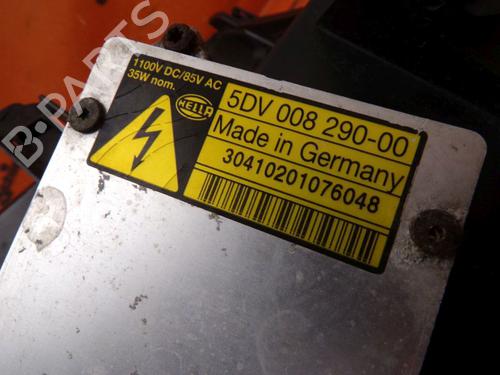 1100V DC/85V AC
35W nom.
HELLA
5DV 008 290-00
Made in Germany
30410201076048
B-PARTS